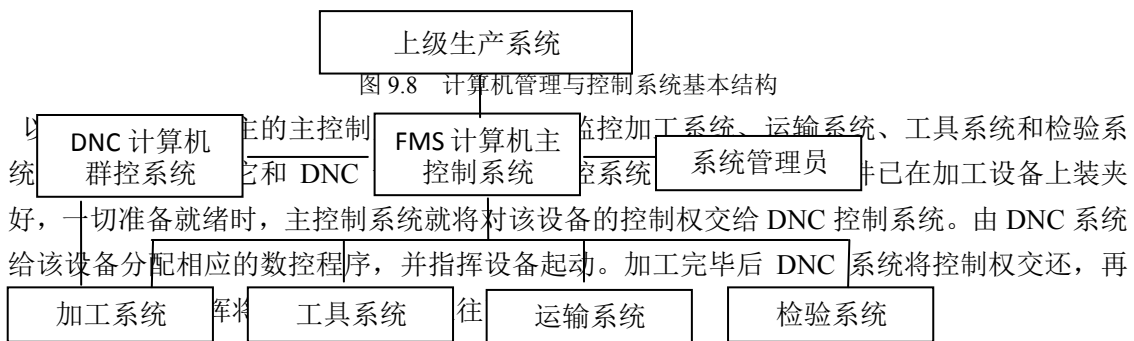 上级生产系统
图 9.8 计算机管理与控制系统基本结构
主的主控制
监控加工系统、运输系统、工具系统和检验系
DNC 计算机
群控系统
FMS 计算机主
控制系统
系统管理员
统
它和 DNC
控系统
件已在加工设备上装夹
好，一切准备就绪时，主控制系统就将对该设备的控制权交给 DNC 控制系统。由 DNC 系统
给该设备分配相应的数控程序，并指挥设备起动。加工完毕后 DNC 系统将控制权交还，再
挥将
往
加工系统
工具系统
运输系统
检验系统